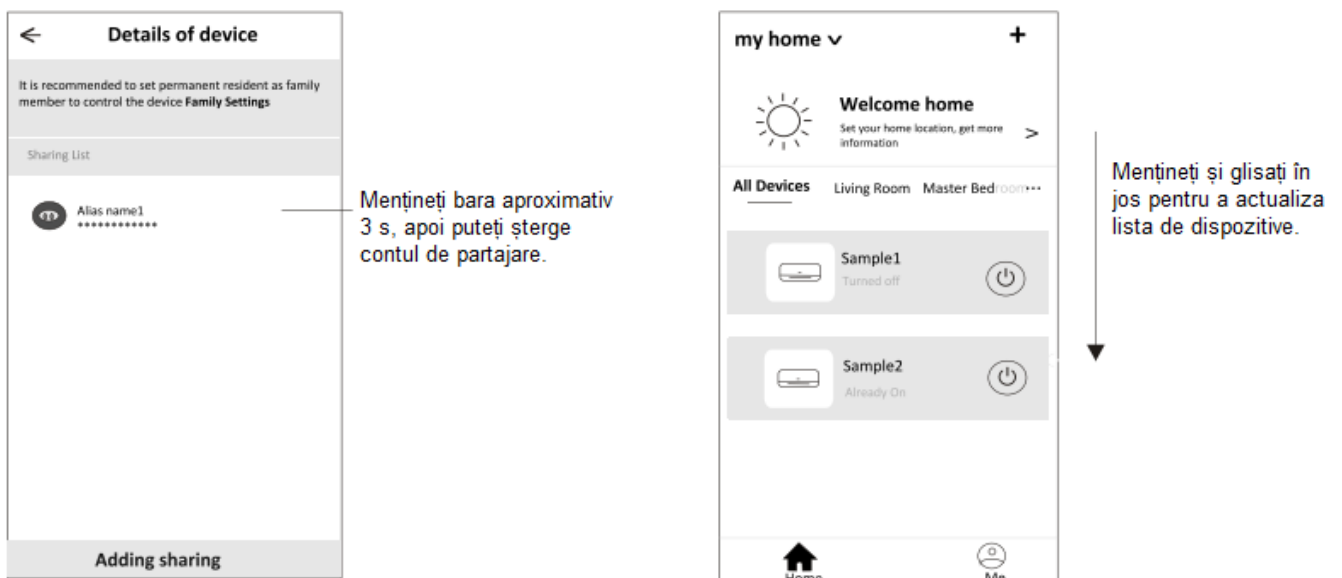 Details of device
It is recommended to set permanent resident as family
member to control the device Family Settings
Sharing List
Alias name1
************
Mențineți bara aproximativ
3 s, apoi puteți șterge
contul de partajare.
Adding sharing
my home
+
Welcome home
Set your home location, get more
information
>
All Devices Living Room Master Bedroom...
Sample1
Turned off
Sample2
Already On
Home Me
Mențineți și glisați în
jos pentru a actualiza
lista de dispozitive.